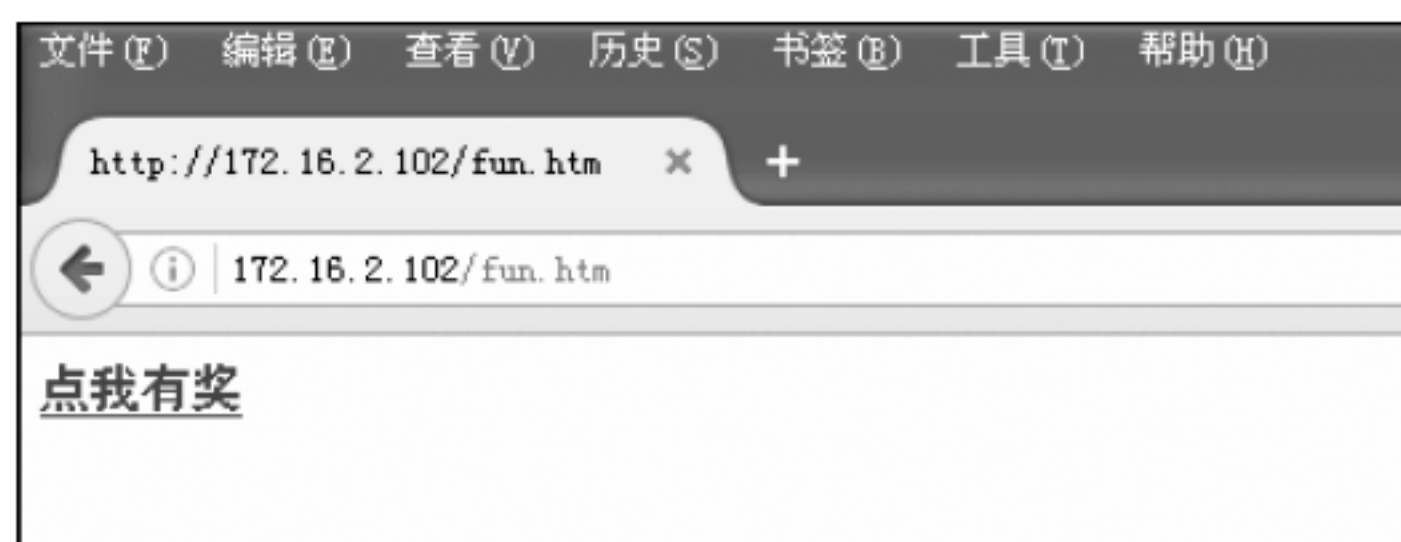 文件(F) 编辑(E) 查看(V) 历史(S) 书签(B) 工具(T) 帮助(H)
http://172.16.2.102/fun.htm
172.16.2.102/fun.htm
点我有奖